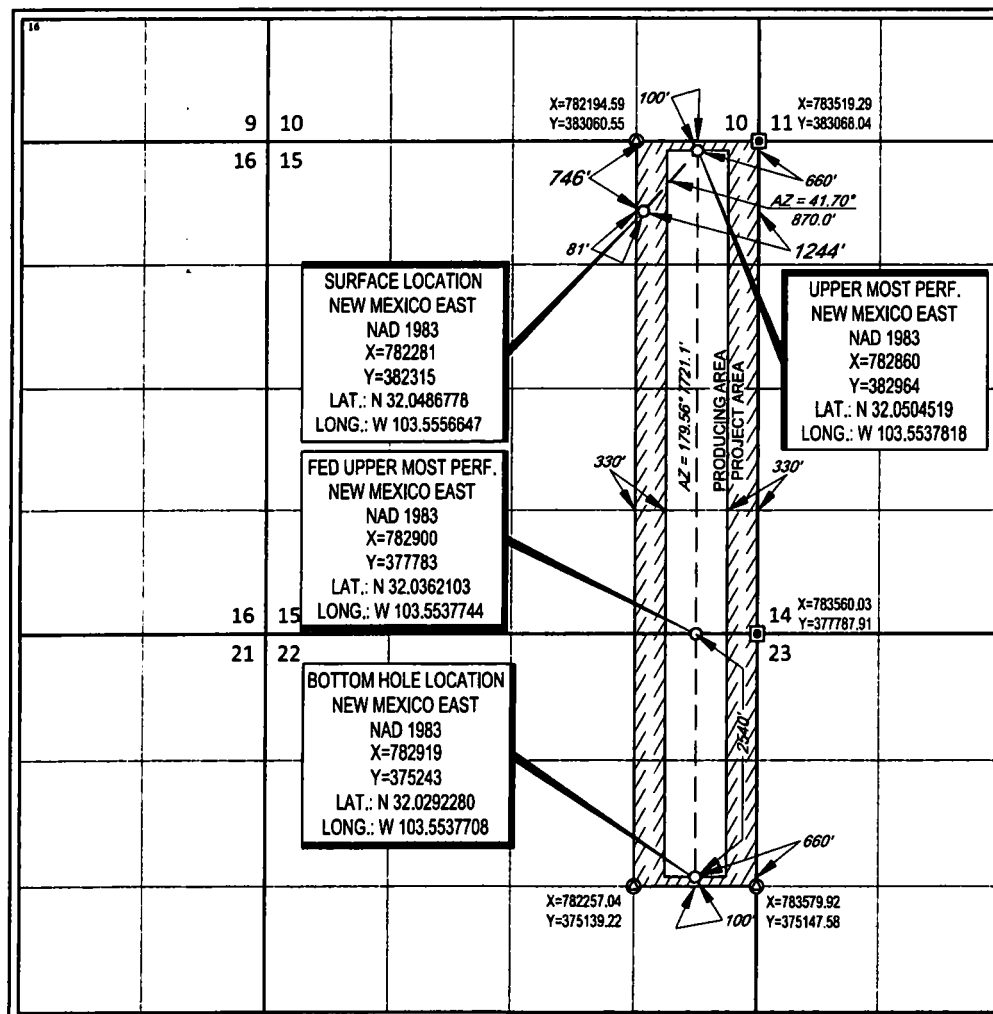 16
X=782194.59
Y=383060.55
100'
X=783519.29
Y=383068.04
9 10
10 11
16 15
746'
660'
AZ = 41.70°
870.0'
81'
1244'
SURFACE LOCATION
NEW MEXICO EAST
NAD 1983
X=782281
Y=382315
LAT.: N 32.0486778
LONG.: W 103.5556647
UPPER MOST PERF.
NEW MEXICO EAST
NAD 1983
X=782860
Y=382964
LAT.: N 32.0504519
LONG.: W 103.5537818
AZ = 179.56° 7721.1'
PRODUCING AREA
PROJECT AREA
330'
330'
FED UPPER MOST PERF.
NEW MEXICO EAST
NAD 1983
X=782900
Y=377783
LAT.: N 32.0362103
LONG.: W 103.5537744
16 15
14
X=783560.03
Y=377787.91
21 22
23
BOTTOM HOLE LOCATION
NEW MEXICO EAST
NAD 1983
X=782919
Y=375243
LAT.: N 32.0292280
LONG.: W 103.5537708
2540'
660'
X=782257.04
Y=375139.22
100'
X=783579.92
Y=375147.58